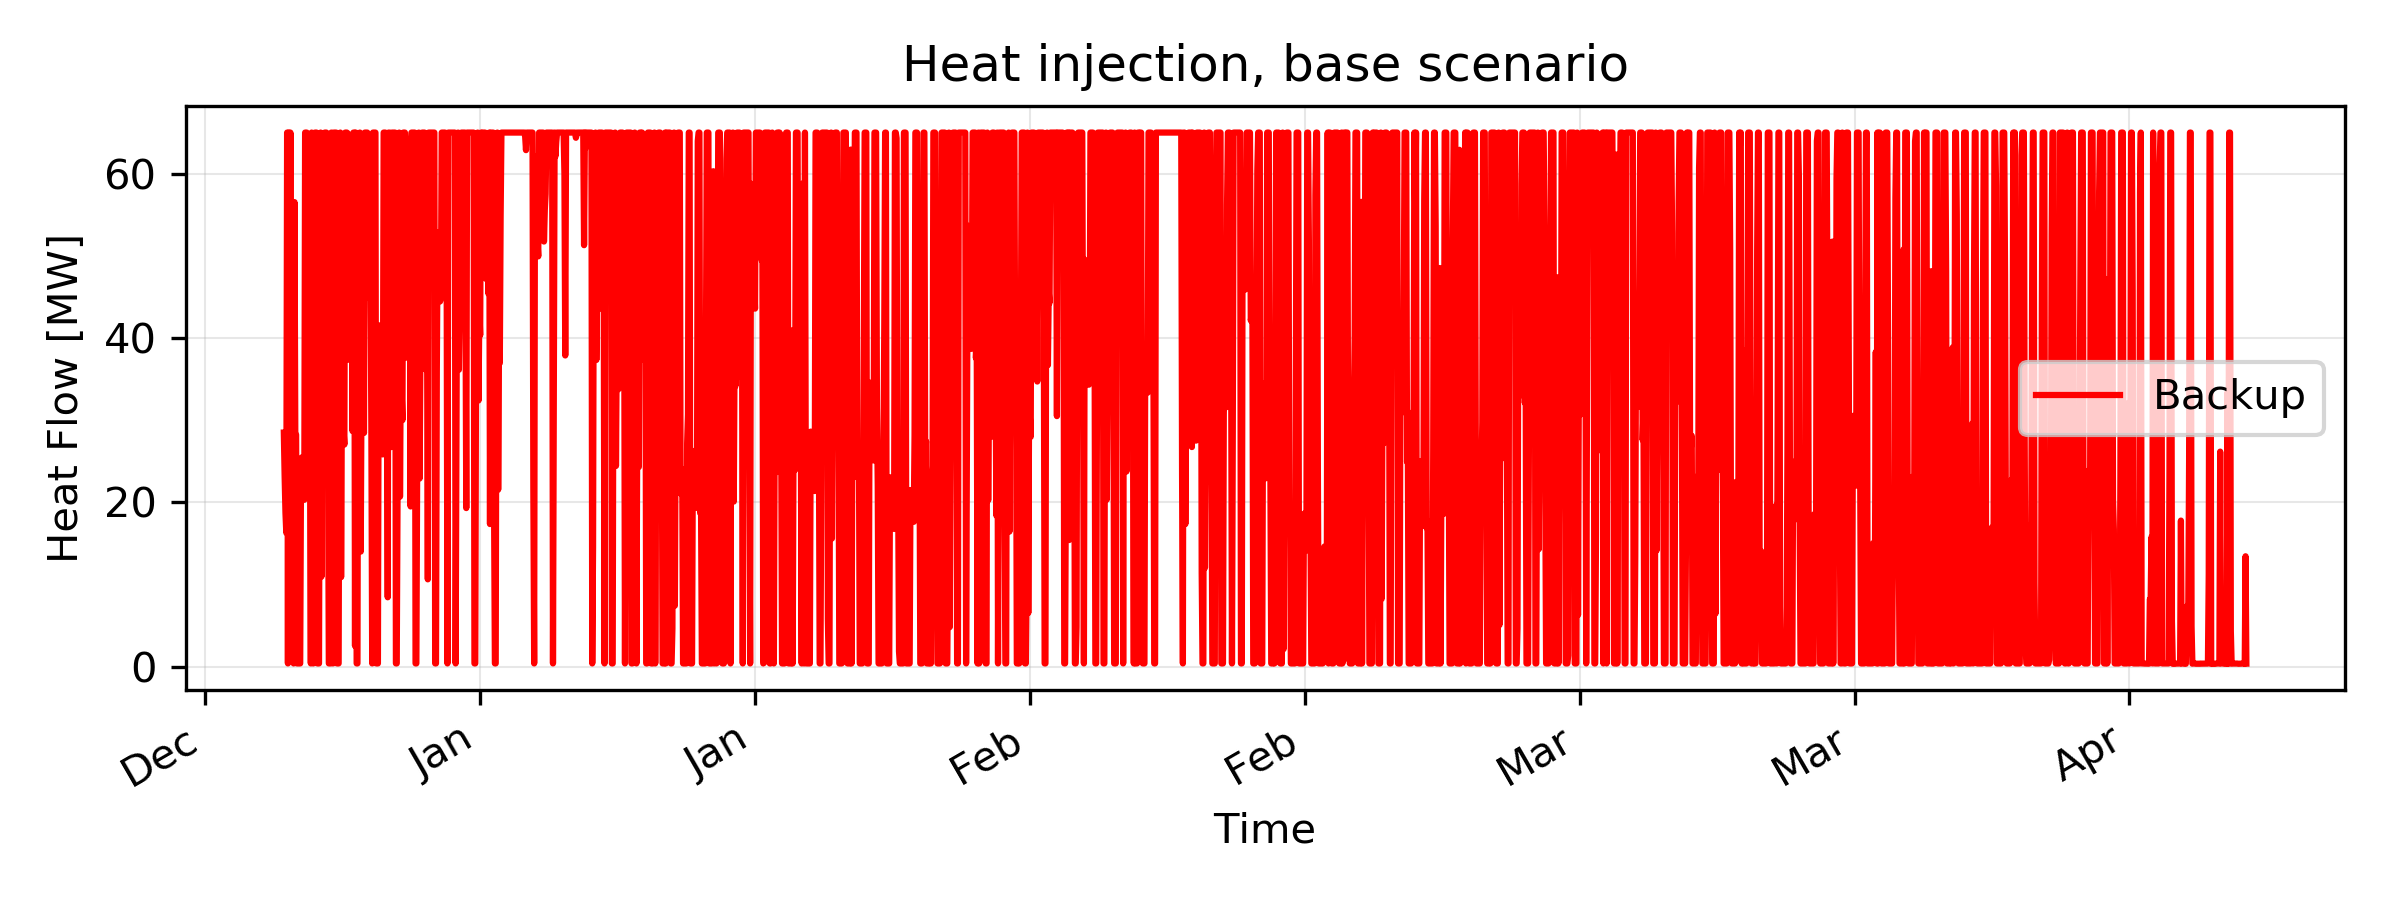 Heat injection, base scenario
Heat Flow [MW]
60
40
20
0
Backup
Dec
Jan
Jan
Feb
Feb
Mar
Mar
Apr
Time